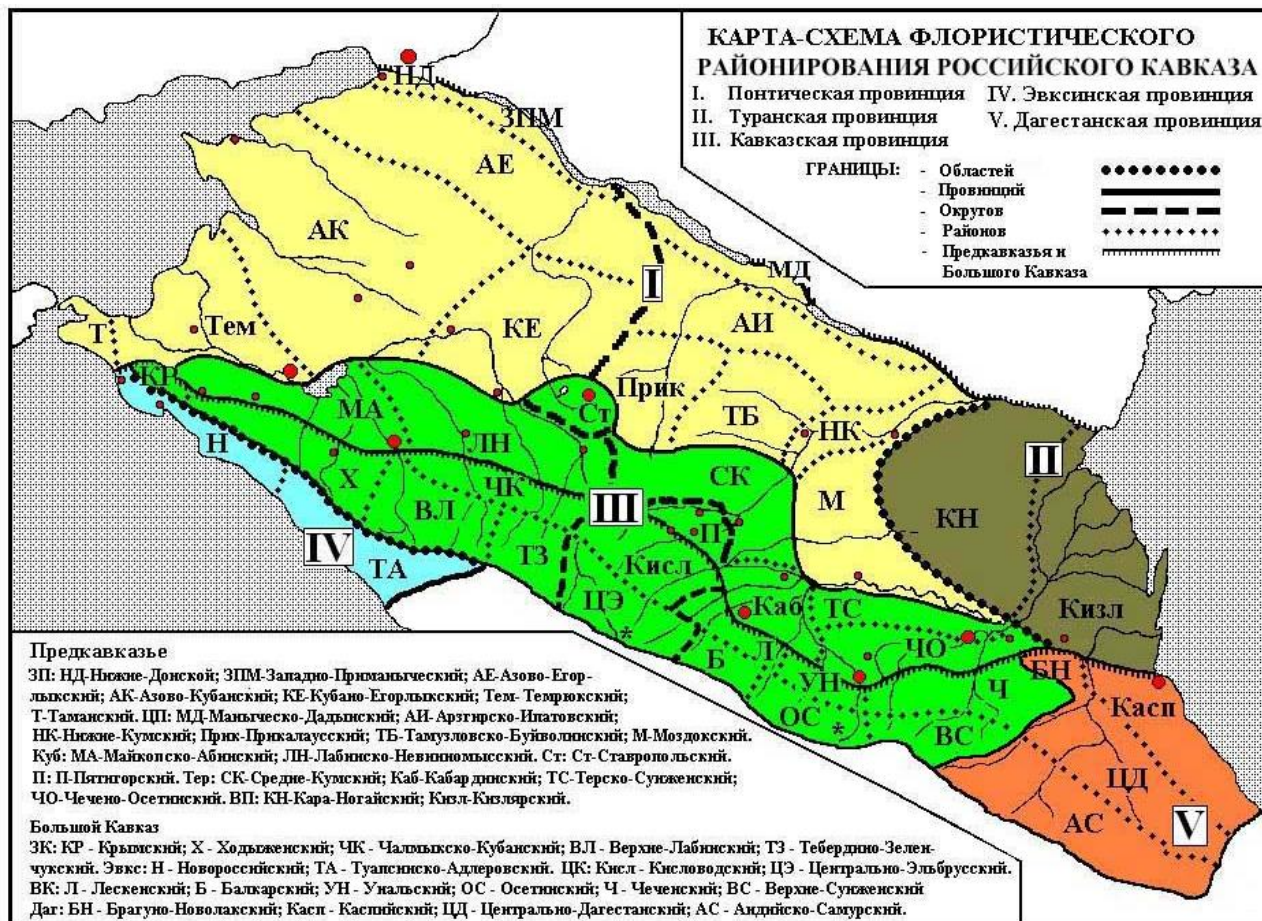 КАРТА-СХЕМА ФЛОРИСТИЧЕСКОГО
РАЙОНИРОВАНИЯ РОССИЙСКОГО КАВКАЗА
I. Понтическая провинция IV. Эвксинская провинция
II. Туранская провинция V. Дагестанская провинция
III. Кавказская провинция
ГРАНИЦЫ: - Областей
- Провинций
- Округов
- Районов
- Предкавказья и
Большого Кавказа
НД
ЗПМ
АЕ
АК
I
МД
Т
Тем
КЕ
АИ
КР
Прик
Ст
МА
ТБ
НК
Н
ЛН
II
Х
ЧК
СК
III
М
КН
ВЛ
П
IV
ТЗ
Кисл
ТА
ЦЭ
Каб
ТС
Кизл
*
Б
Л
ЧО
БН
УН
Ч
Касп
ОС
*
ВС
ЦД
АС
V
Предкавказье
ЗП: НД-Нижне-Донской; ЗПМ-Западно-Приманыческий; АЕ-Азово-Егор-
лыкский; АК-Азово-Кубанский; КЕ-Кубано-Егорлыкский; Тем- Темрюкский;
Т-Таманский. ЦП: МД-Маныческо-Дадынский; АИ-Арзгирско-Ипатовский;
НК-Нижне-Кумский; Прик-Прикалаусский; ТБ-Тамузловско-Буйволинский; М-Моздокский.
Куб: МА-Майкопско-Абинский; ЛН-Лабинско-Невинномысский. Ст: Ст-Ставропольский.
П: П-Пятигорский. Тер: СК-Средне-Кумский; Каб-Кабардинский; ТС-Терско-Сунженский;
ЧО-Чечено-Осетинский. ВП: КН-Кара-Ногайский; Кизл-Кизлярский.
Большой Кавказ
ЗК: КР - Крымский; Х - Ходыженский; ЧК - Чалмыкско-Кубанский; ВЛ - Верхне-Лабинский; ТЗ - Тебердино-Зелен-
чукский. Эвкс: Н - Новороссийский; ТА - Туапсинско-Адлеровский. ЦК: Кисл - Кисловодский; ЦЭ - Центрально-Эльбрусский.
ВК: Л - Лескенский; Б - Балкарский; УН - Унальский; ОС - Осетинский; Ч - Чеченский; ВС - Верхне-Сунженский
Даг: БН - Брагуно-Новолакский; Касп - Каспийский; ЦД - Центрально-Дагестанский; АС - Андийско-Самурский.